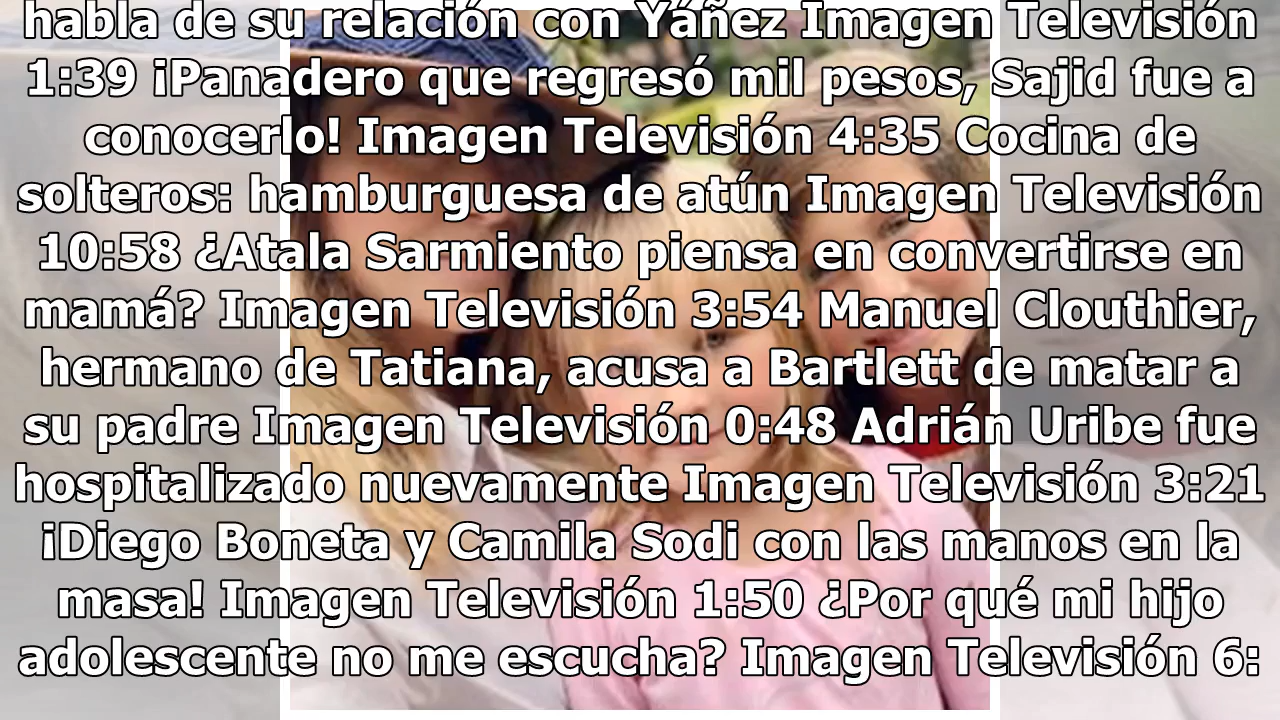 habla de su relación con Yáñez Imagen Televisión
1:39 ¡Panadero que regresó mil pesos, Sajid fue a
conocerlo! Imagen Televisión 4:35 Cocina de
solteros: hamburguesa de atún Imagen Televisión
10:58 ¿Atala Sarmiento piensa en convertirse en
mamá? Imagen Televisión 3:54 Manuel Clouthier,
hermano de Tatiana, acusa a Bartlett de matar a
su padre Imagen Televisión 0:48 Adrián Uribe fue
hospitalizado nuevamente Imagen Televisión 3:21
¡Diego Boneta y Camila Sodi con las manos en la
masa! Imagen Televisión 1:50 ¿Por qué mi hijo
adolescente no me escucha? Imagen Televisión 6: